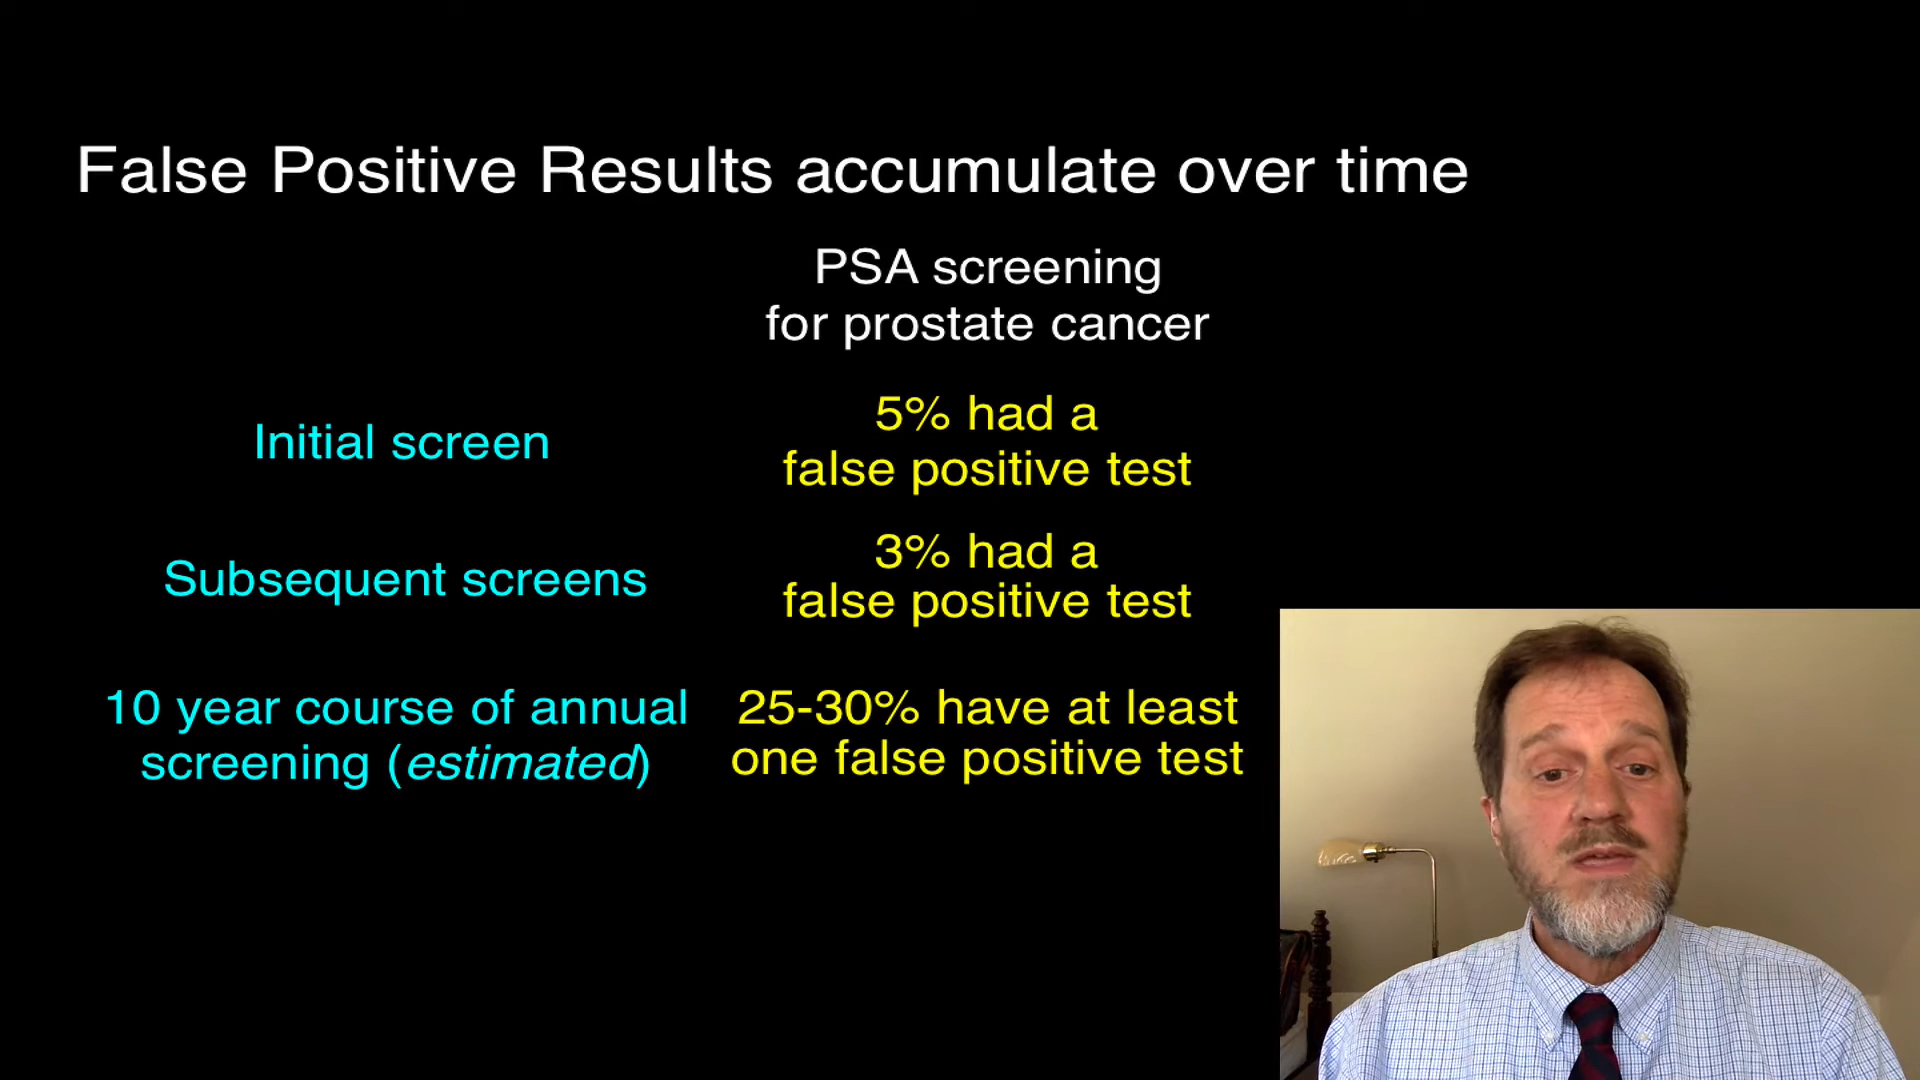 False Positive Results accumulate over time
PSA screening
for prostate cancer
Initial screen
5% had a
false positive test
Subsequent screens
3% had a
false positive test
10 year course of annual
screening (estimated)
25-30% have at least
one false positive test